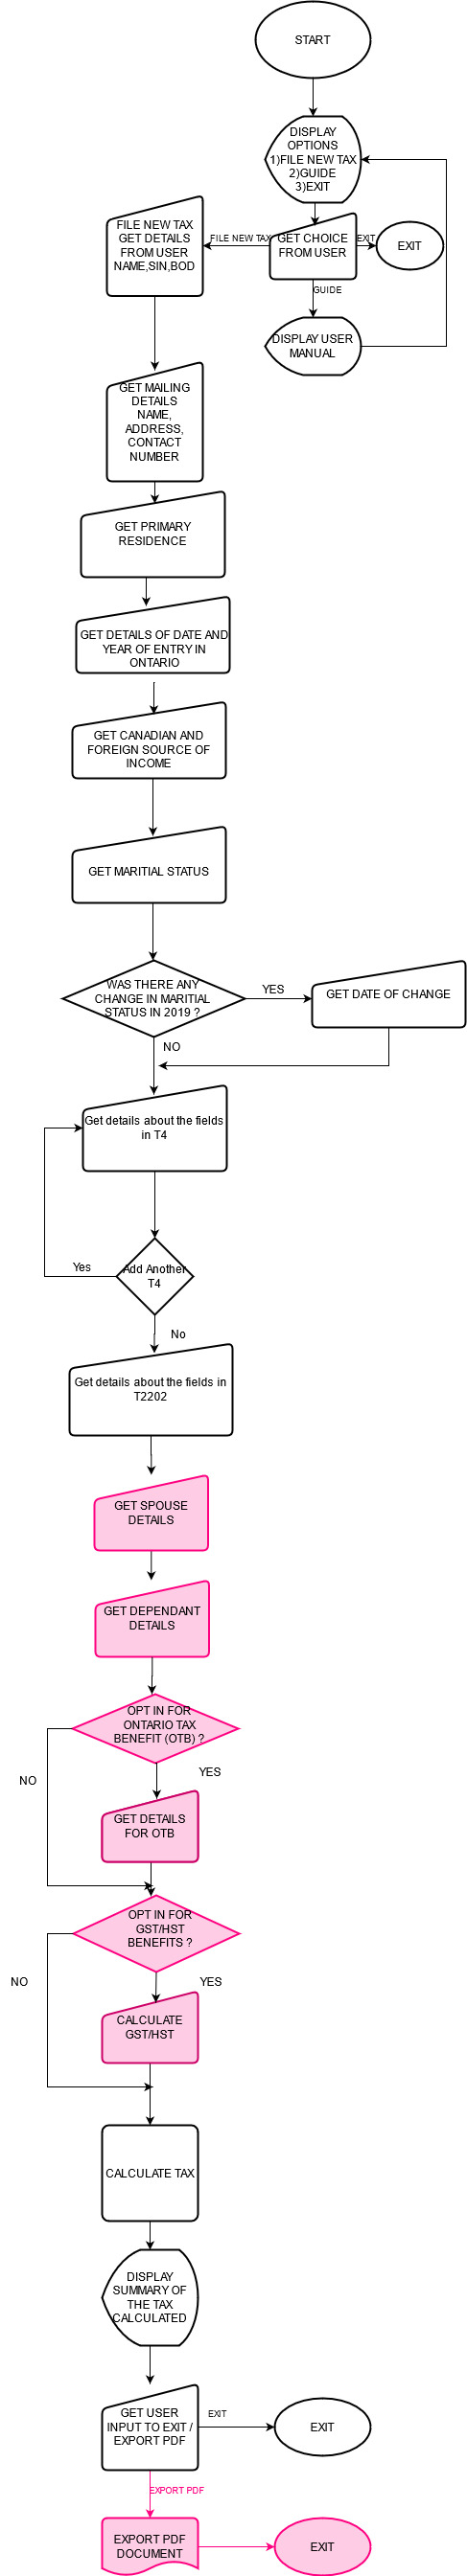 START
DISPLAY
OPTIONS
1)FILE NEW TAX
2)GUIDE
3)EXIT
FILE NEW TAX
GET DETAILS
FROM USER
NAME,SIN,BOD
FILE NEW TAX
GET CHOICE
FROM USER
EXIT
EXIT
GUIDE
DISPLAY USER
MANUAL
GET MAILING
DETAILS
NAME,
ADDRESS,
CONTACT
NUMBER
GET PRIMARY
RESIDENCE
GET DETAILS OF DATE AND
YEAR OF ENTRY IN
ONTARIO
GET CANADIAN AND
FOREIGN SOURCE OF
INCOME
GET MARITIAL STATUS
WAS THERE ANY
CHANGE IN MARITIAL
STATUS IN 2019 ?
YES
GET DATE OF CHANGE
NO
Get details about the fields
in T4
Add Another
T4
Yes
No
Get details about the fields in
T2202
GET SPOUSE
DETAILS
GET DEPENDANT
DETAILS
OPT IN FOR
ONTARIO TAX
BENEFIT (OTB) ?
NO
YES
GET DETAILS
FOR OTB
OPT IN FOR
GST/HST
BENEFITS ?
NO
YES
CALCULATE
GST/HST
CALCULATE TAX
DISPLAY
SUMMARY OF
THE TAX
CALCULATED
GET USER
INPUT TO EXIT /
EXPORT PDF
EXIT
EXIT
EXPORT PDF
EXPORT PDF
DOCUMENT
EXIT